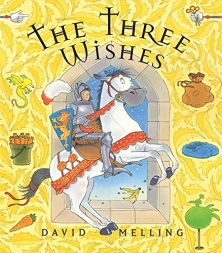 THE THREE
WISHES
DAVID MELLING